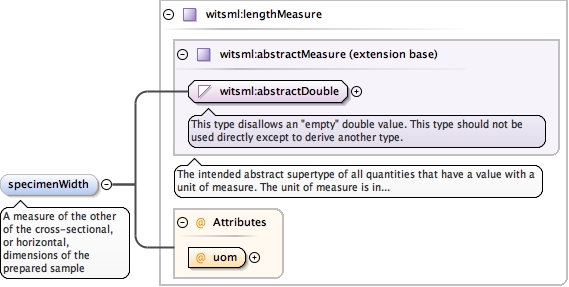 witsml:lengthMeasure
witsml:abstractMeasure (extension base)
witsml:abstractDouble
This type disallows an "empty" double value. This type should not be
used directly except to derive another type.
The intended abstract supertype of all quantities that have a value with a
unit of measure. The unit of measure is in...
specimenWidth
A measure of the other
of the cross-sectional,
or horizontal,
dimensions of the
prepared sample
@ Attributes
@ uom